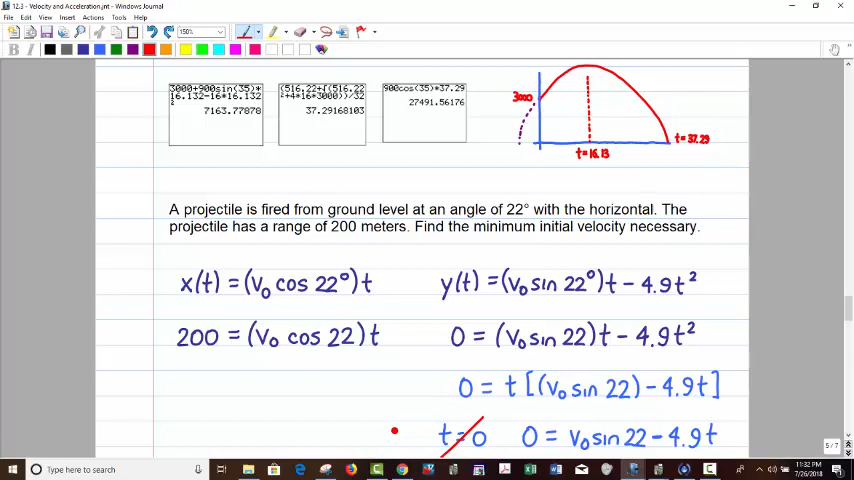 12.3 - Velocity and Acceleration.jnt - Windows Journal
File Edit View Insert Actions Tools Help
150%
B I
3000+900sin(35)*
16.132-16*16.132
2
7163.77878
(516.22+√(516.22
²+4*16*3000))/32
37.29168103
900cos(35)*37.29
27491.56176
3000
t=16.13
t=37.29
A projectile is fired from ground level at an angle of 22° with the horizontal. The
projectile has a range of 200 meters. Find the minimum initial velocity necessary.
x(t) = (v₀ cos 22°) t
y(t) = (v₀ sin 22°) t - 4.9t²
200 = (v₀ cos 22) t
0 = (v₀ sin 22) t - 4.9t²
0 = t [(v₀ sin 22) - 4.9t]
t = 0 0 = v₀ sin 22 - 4.9t
5 / 7
Type here to search
11:32 PM
7/26/2018